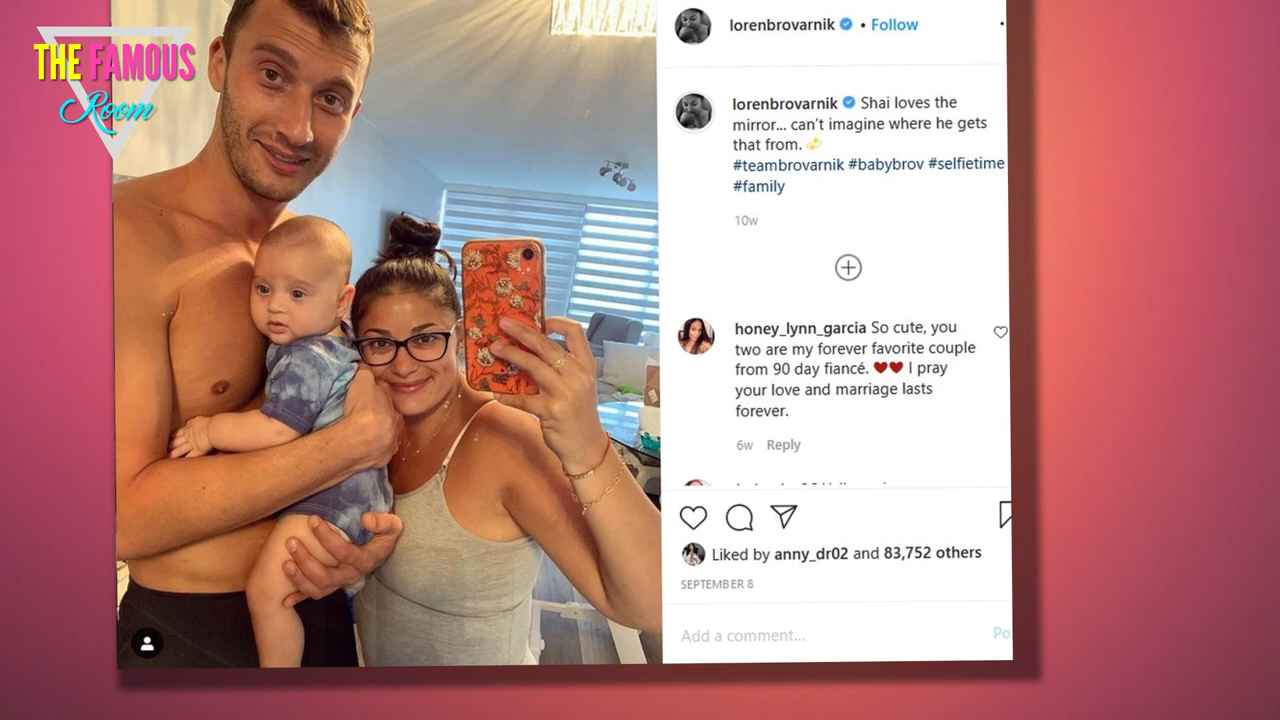 THE FAMOUS
Room
lorenbrovarnik • Follow
lorenbrovarnik Shai loves the
mirror... can't imagine where he gets
that from.
#teambrovarnik #babybrov #selfietime
#family
10w
honey_lynn_garcia So cute, you
two are my forever favorite couple
from 90 day fiancé. ❤❤ I pray
your love and marriage lasts
forever.
6w Reply
Liked by anny_dr02 and 83,752 others
SEPTEMBER 8
Add a comment...
Po